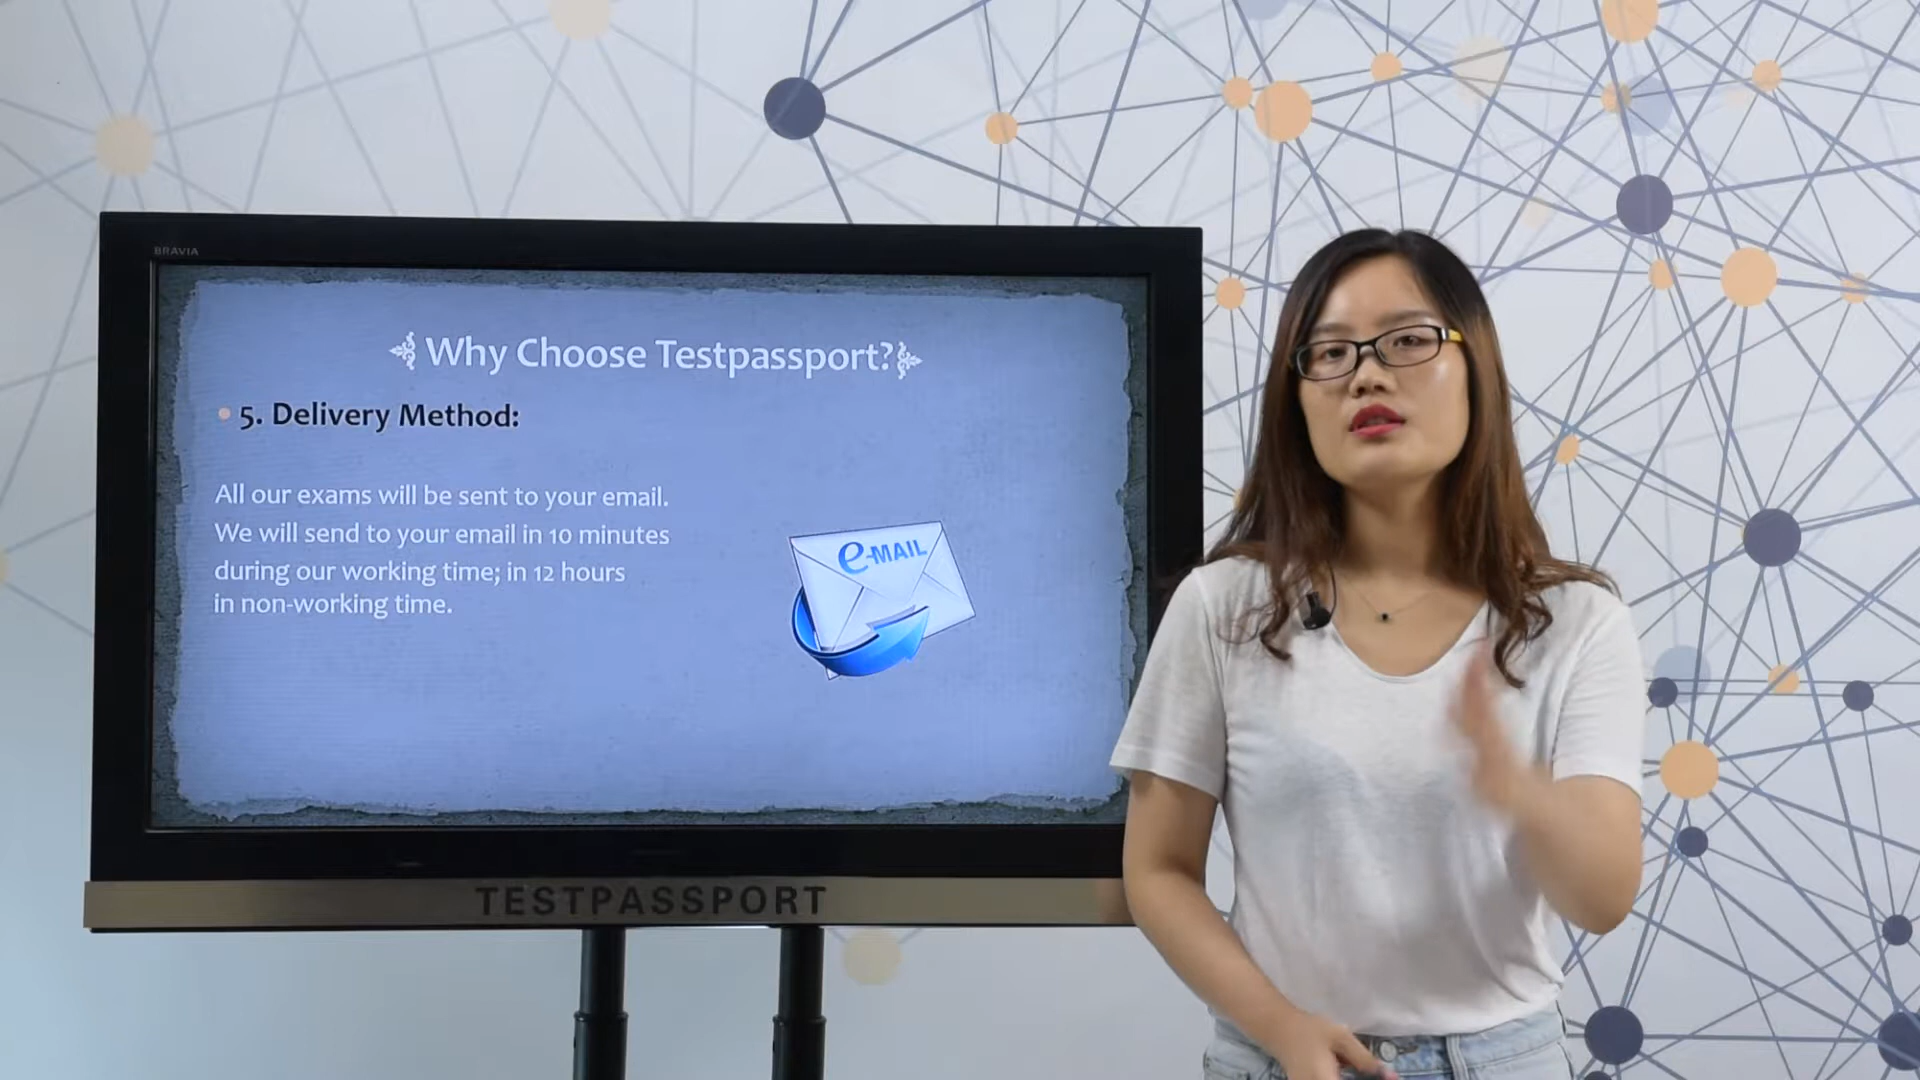 BRAVIA
Why Choose Testpassport?
5. Delivery Method:
All our exams will be sent to your email.
We will send to your email in 10 minutes
during our working time; in 12 hours
in non-working time.
e-MAIL
TESTPASSPORT